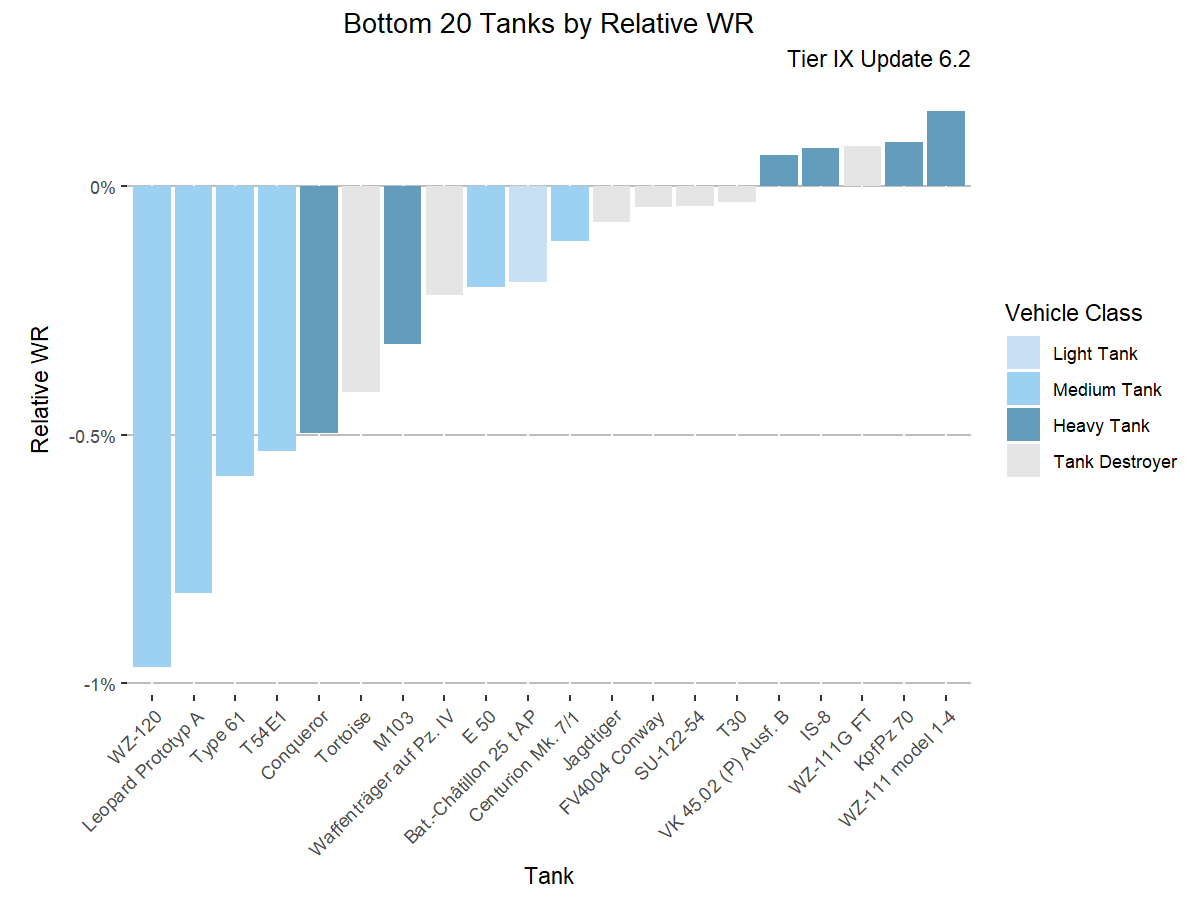 Bottom 20 Tanks by Relative WR
Tier IX Update 6.2
Relative WR
0%
-0.5%
-1%
WZ-120
Leopard Prototyp A
Type 61
T54E1
Conqueror
Tortoise
M103
Waffenträger auf Pz. IV
E 50
Bat.-Châtillon 25 t AP
Centurion Mk. 7/1
Jagdtiger
FV4004 Conway
SU-122-54
T30
VK 45.02 (P) Ausf. B
IS-8
WZ-111G FT
KpfPz 70
WZ-111 model 1-4
Tank
Vehicle Class
Light Tank
Medium Tank
Heavy Tank
Tank Destroyer